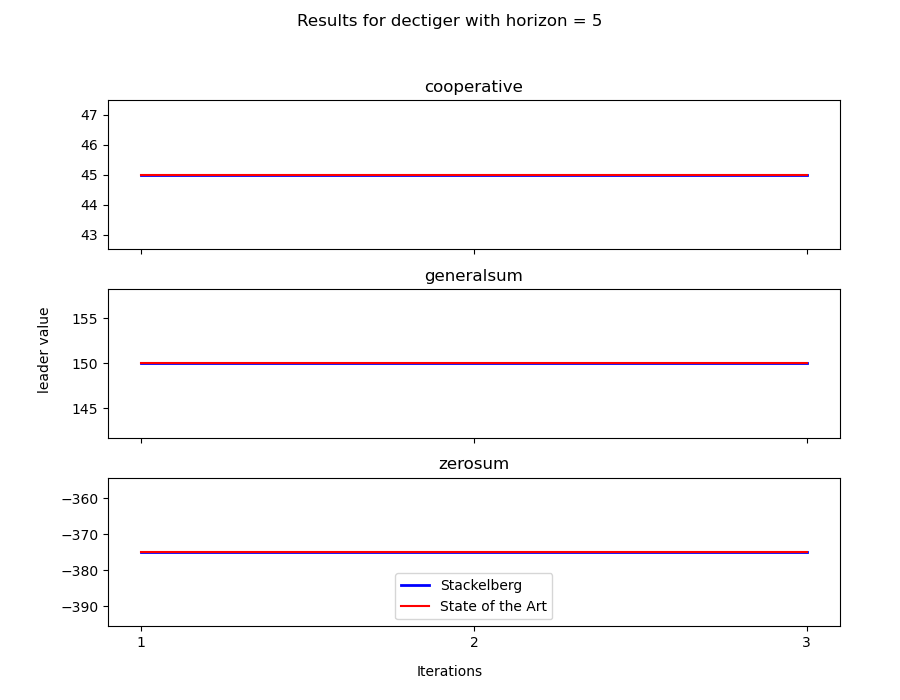 Results for dectiger with horizon = 5
cooperative
47
46
45
44
43
generalsum
155
150
145
leader value
zerosum
−360
−370
−380
−390
Stackelberg
State of the Art
1 2 3
Iterations